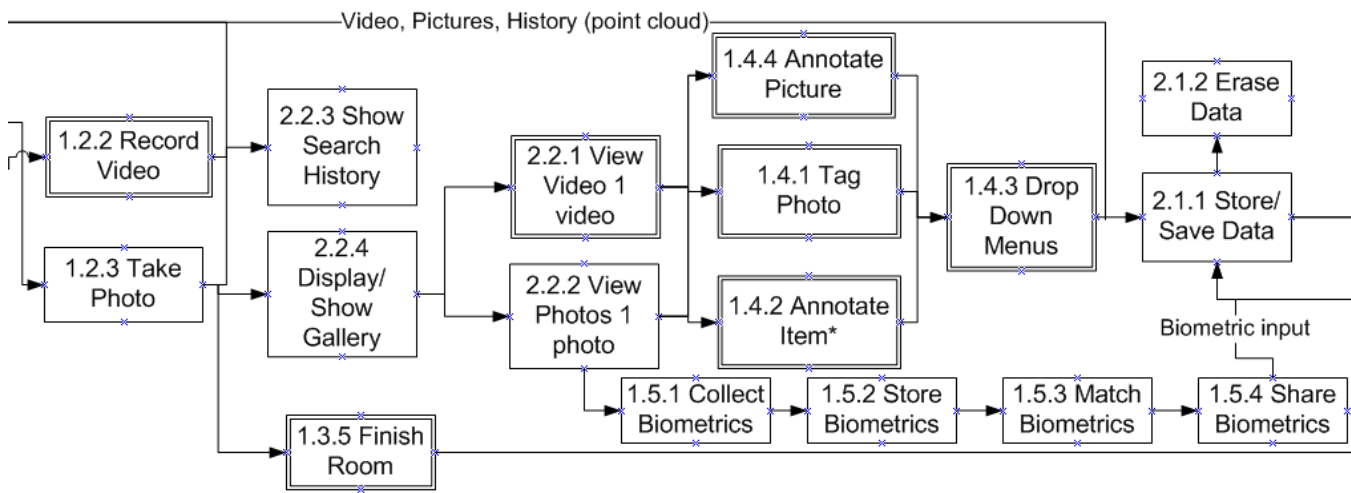 Video, Pictures, History (point cloud)
1.4.4 Annotate
Picture
2.1.2 Erase
Data
1.2.2 Record
Video
2.2.3 Show
Search
History
2.2.1 View
Video 1
video
1.4.1 Tag
Photo
1.4.3 Drop
Down
Menus
2.1.1 Store/
Save Data
1.2.3 Take
Photo
2.2.4
Display/
Show
Gallery
2.2.2 View
Photos 1
photo
1.4.2 Annotate
Item*
Biometric input
1.5.1 Collect
Biometrics
1.5.2 Store
Biometrics
1.5.3 Match
Biometrics
1.5.4 Share
Biometrics
1.3.5 Finish
Room